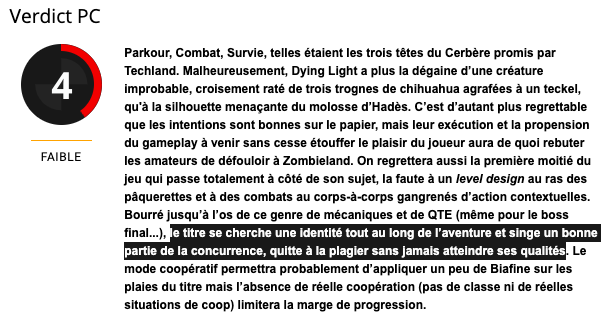 Verdict PC
4
FAIBLE
Parkour, Combat, Survie, telles étaient les trois têtes du Cerbère promis par
Techland. Malheureusement, Dying Light a plus la dégaine d’une créature
improbable, croisement raté de trois trognes de chihuahua agrafées à un teckel,
qu'à la silhouette menaçante du molosse d’Hadès. C’est d’autant plus regrettable
que les intentions sont bonnes sur le papier, mais leur exécution et la propension
du gameplay à venir sans cesse étouffer le plaisir du joueur aura de quoi rebuter
les amateurs de défouloir à Zombieland. On regrettera aussi la première moitié du
jeu qui passe totalement à côté de son sujet, la faute à un level design au ras des
pâquerettes et à des combats au corps-à-corps gangrenés d’action contextuelles.
Bourré jusqu’à l’os de ce genre de mécaniques et de QTE (même pour le boss
final...), le titre se cherche une identité tout au long de l’aventure et singe un bonne
partie de la concurrence, quitte à la plagier sans jamais atteindre ses qualités. Le
mode coopératif permettra probablement d’appliquer un peu de Biafine sur les
plaies du titre mais l’absence de réelle coopération (pas de classe ni de réelles
situations de coop) limitera la marge de progression.